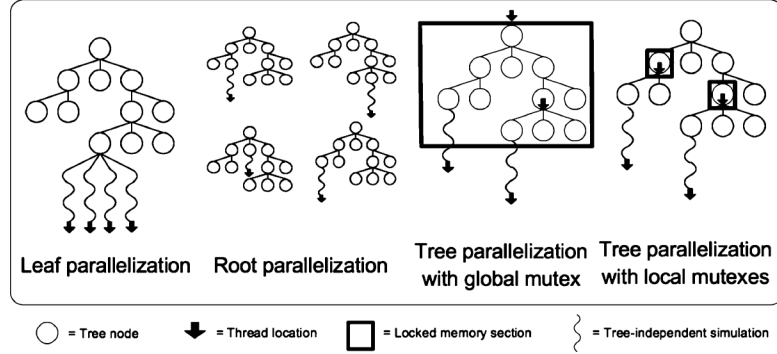 Leaf parallelization
Root parallelization
Tree parallelization
with global mutex
Tree parallelization
with local mutexes
= Tree node
= Thread location
= Locked memory section
= Tree-independent simulation